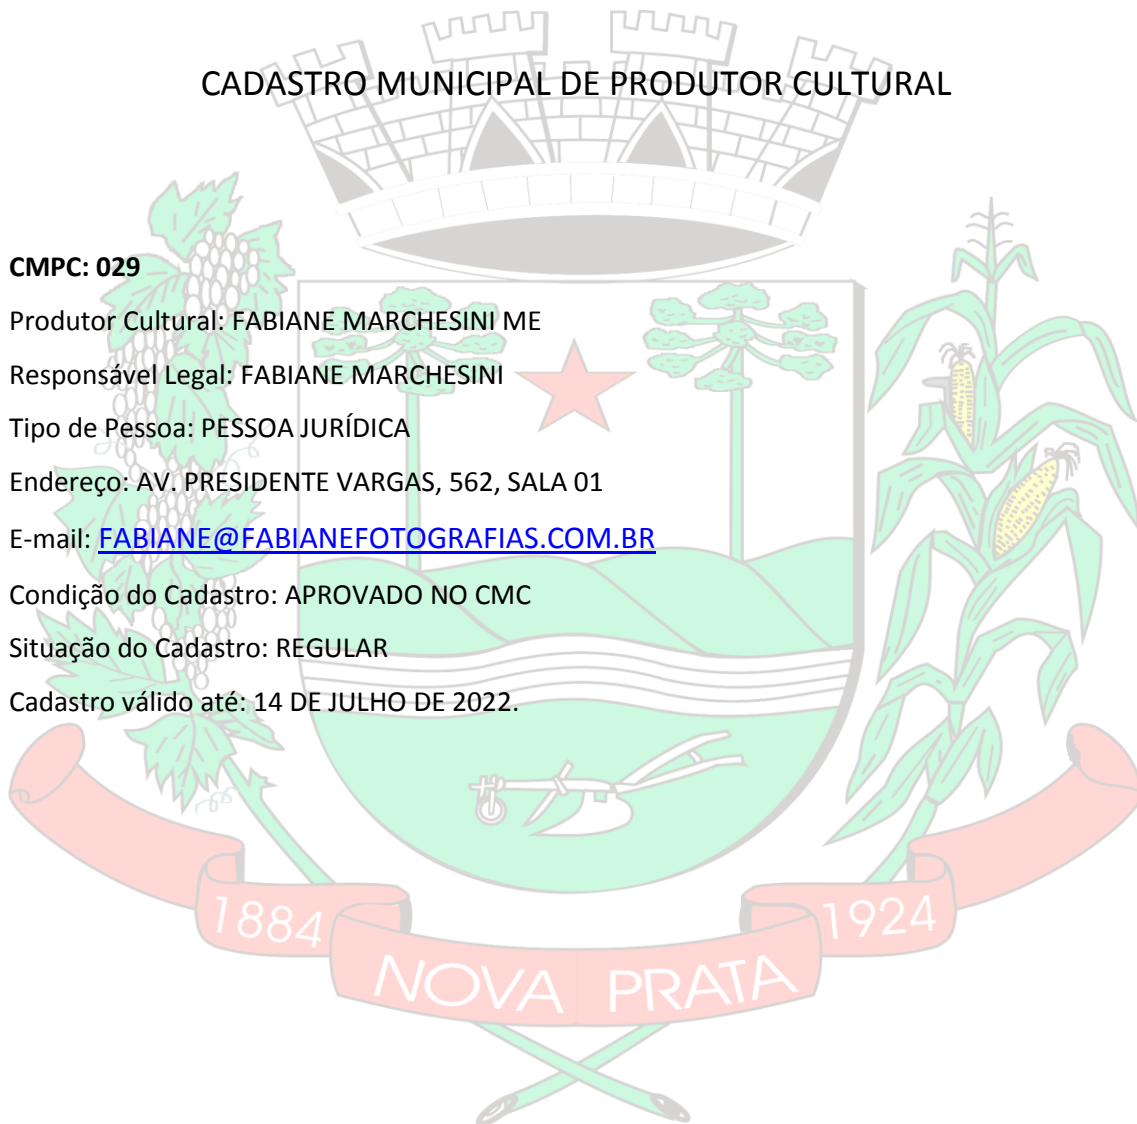 CADASTRO MUNICIPAL DE PRODUTOR CULTURAL
CMPC: 029
Produtor Cultural: FABIANE MARCHESINI ME
Responsável Legal: FABIANE MARCHESINI
Tipo de Pessoa: PESSOA JURÍDICA
Endereço: AV. PRESIDENTE VARGAS, 562, SALA 01
E-mail: FABIANE@FABIANEFOTOGRAFIAS.COM.BR
Condição do Cadastro: APROVADO NO CMC
Situação do Cadastro: REGULAR
Cadastro válido até: 14 DE JULHO DE 2022.
1884
1924
NOVA PRATA